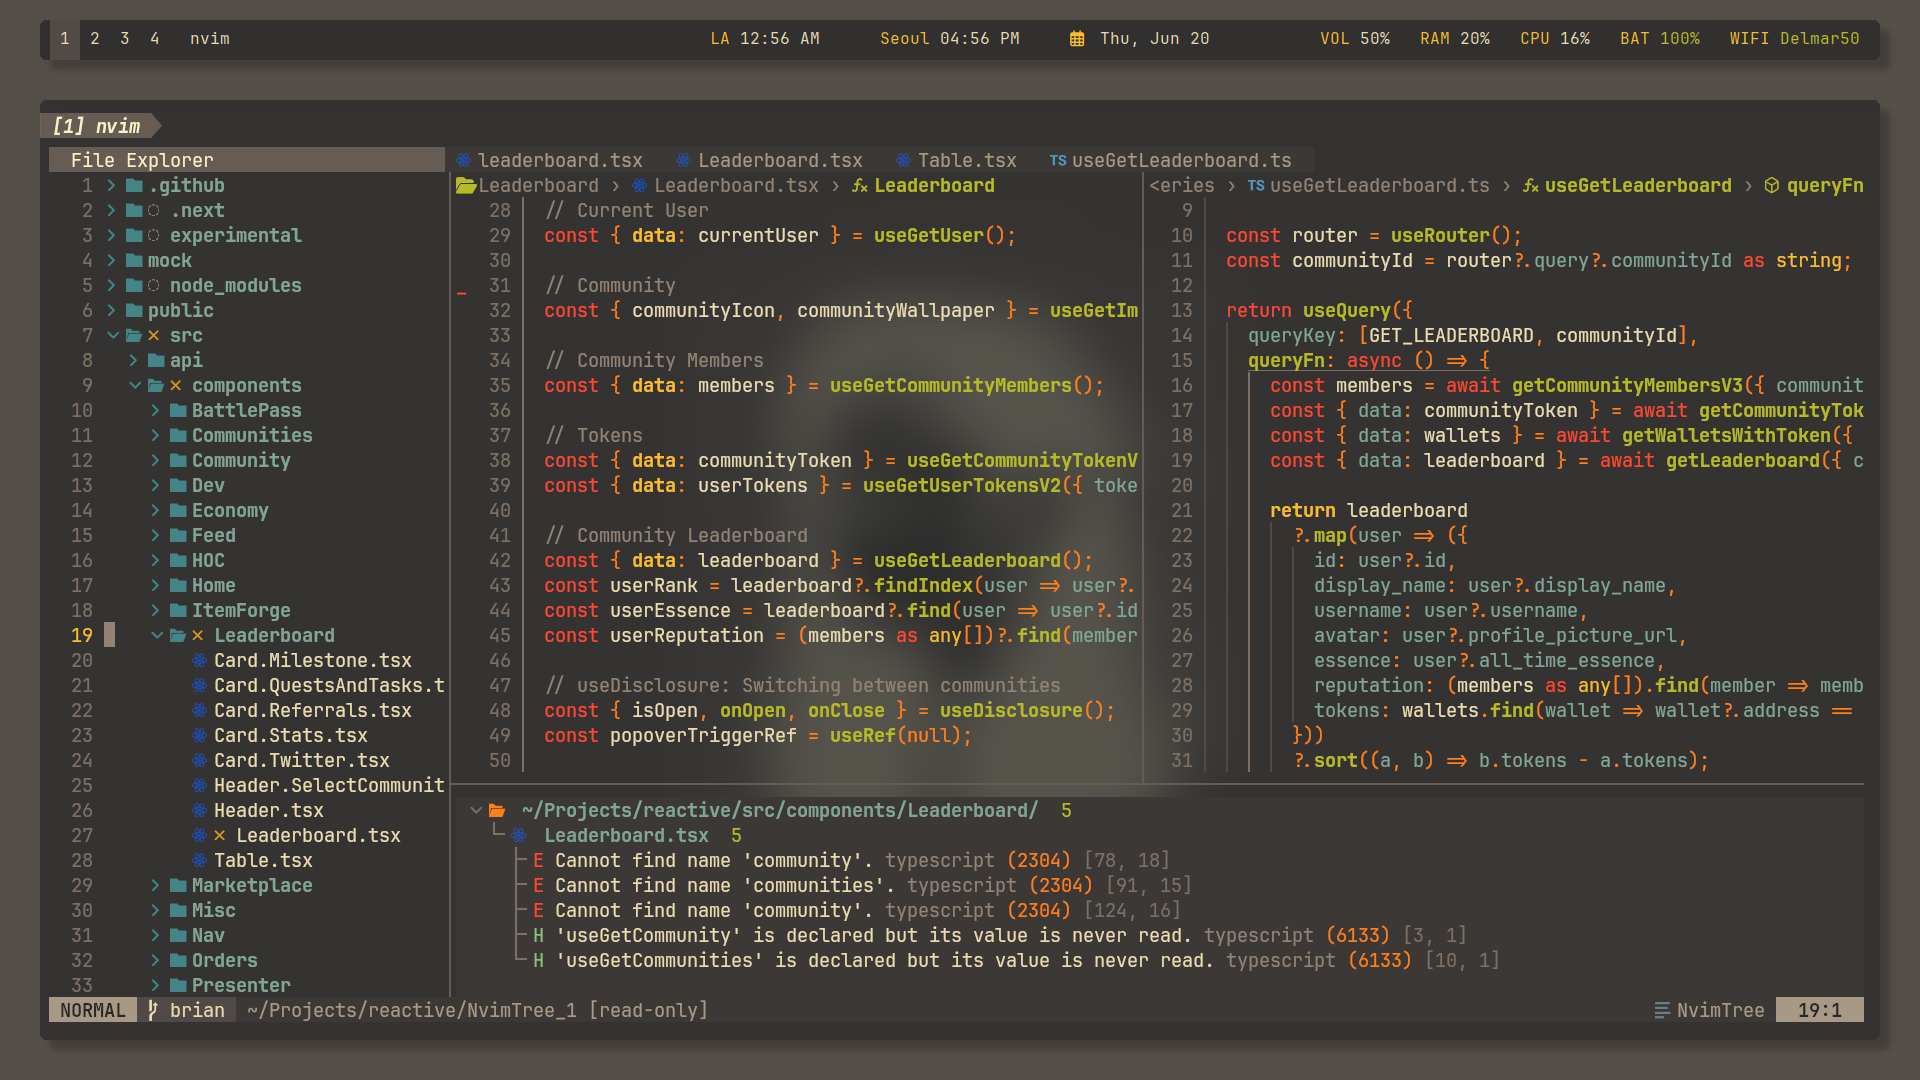 1 2 3 4 nvim LA 12:56 AM Seoul 04:56 PM Thu, Jun 20 VOL 50% RAM 20% CPU 16% BAT 100% WIFI Delmar50
[1] nvim
File Explorer
1 .github
2 .next
3 experimental
4 mock
5 node_modules
6 public
7 src
8 api
9 components
10 BattlePass
11 Communities
12 Community
13 Dev
14 Economy
15 Feed
16 HOC
17 Home
18 ItemForge
19 Leaderboard
20 Card.Milestone.tsx
21 Card.QuestsAndTasks.t
22 Card.Referrals.tsx
23 Card.Stats.tsx
24 Card.Twitter.tsx
25 Header.SelectCommunit
26 Header.tsx
27 Leaderboard.tsx
28 Table.tsx
29 Marketplace
30 Misc
31 Nav
32 Orders
33 Presenter
leaderboard.tsx Leaderboard.tsx Table.tsx TS useGetLeaderboard.ts
Leaderboard › Leaderboard.tsx › fx Leaderboard
28 // Current User
29 const { data: currentUser } = useGetUser();
30
31 // Community
32 const { communityIcon, communityWallpaper } = useGetIm
33
34 // Community Members
35 const { data: members } = useGetCommunityMembers();
36
37 // Tokens
38 const { data: communityToken } = useGetCommunityTokenV
39 const { data: userTokens } = useGetUserTokensV2({ toke
40
41 // Community Leaderboard
42 const { data: leaderboard } = useGetLeaderboard();
43 const userRank = leaderboard?.findIndex(user => user?.
44 const userEssence = leaderboard?.find(user => user?.id
45 const userReputation = (members as any[])?.find(member
46
47 // useDisclosure: Switching between communities
48 const { isOpen, onOpen, onClose } = useDisclosure();
49 const popoverTriggerRef = useRef(null);
50
<eries › TS useGetLeaderboard.ts › fx useGetLeaderboard › queryFn
9
10 const router = useRouter();
11 const communityId = router?.query?.communityId as string;
12
13 return useQuery({
14 queryKey: [GET_LEADERBOARD, communityId],
15 queryFn: async () => {
16 const members = await getCommunityMembersV3({ communit
17 const { data: communityToken } = await getCommunityTok
18 const { data: wallets } = await getWalletsWithToken({
19 const { data: leaderboard } = await getLeaderboard({ c
20
21 return leaderboard
22 ?.map(user => ({
23 id: user?.id,
24 display_name: user?.display_name,
25 username: user?.username,
26 avatar: user?.profile_picture_url,
27 essence: user?.all_time_essence,
28 reputation: (members as any[]).find(member => memb
29 tokens: wallets.find(wallet => wallet?.address ==
30 }))
31 ?.sort((a, b) => b.tokens - a.tokens);
~/Projects/reactive/src/components/Leaderboard/ 5
Leaderboard.tsx 5
E Cannot find name 'community'. typescript (2304) [78, 18]
E Cannot find name 'communities'. typescript (2304) [91, 15]
E Cannot find name 'community'. typescript (2304) [124, 16]
H 'useGetCommunity' is declared but its value is never read. typescript (6133) [3, 1]
H 'useGetCommunities' is declared but its value is never read. typescript (6133) [10, 1]
NORMAL brian ~/Projects/reactive/NvimTree_1 [read-only] NvimTree 19:1